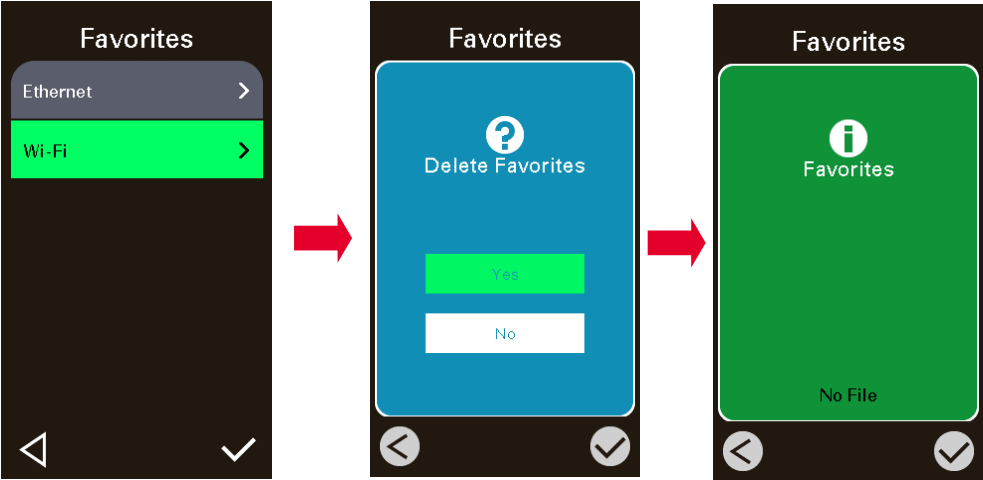 Favorites
Ethernet
Wi-Fi
Favorites
Delete Favorites
Yes
No
Favorites
Favorites
No File